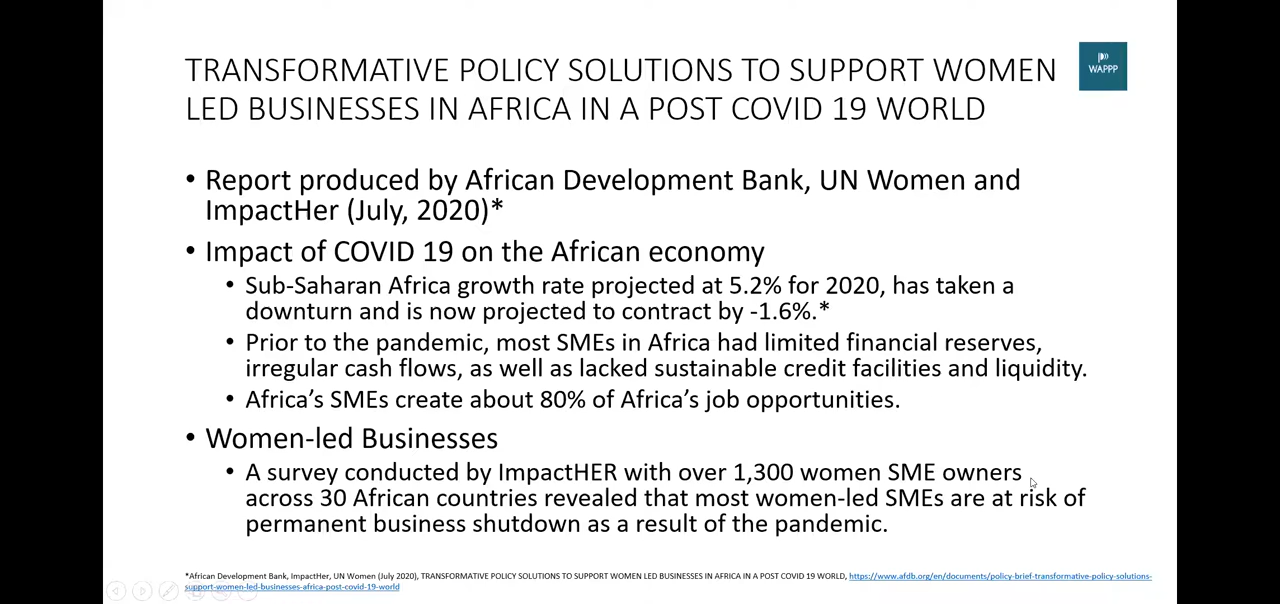 TRANSFORMATIVE POLICY SOLUTIONS TO SUPPORT WOMEN
LED BUSINESSES IN AFRICA IN A POST COVID 19 WORLD
WAPPP
• Report produced by African Development Bank, UN Women and
ImpactHer (July, 2020)*
• Impact of COVID 19 on the African economy
• Sub-Saharan Africa growth rate projected at 5.2% for 2020, has taken a
downturn and is now projected to contract by -1.6%.*
• Prior to the pandemic, most SMEs in Africa had limited financial reserves,
irregular cash flows, as well as lacked sustainable credit facilities and liquidity.
• Africa's SMEs create about 80% of Africa's job opportunities.
• Women-led Businesses
• A survey conducted by ImpactHER with over 1,300 women SME owners
across 30 African countries revealed that most women-led SMEs are at risk of
permanent business shutdown as a result of the pandemic.
*African Development Bank, ImpactHer, UN Women (July 2020), TRANSFORMATIVE POLICY SOLUTIONS TO SUPPORT WOMEN LED BUSINESSES IN AFRICA IN A POST COVID 19 WORLD, https://www.afdb.org/en/documents/policy-brief-transformative-policy-solutions-
support-women-led-businesses-africa-post-covid-19-world